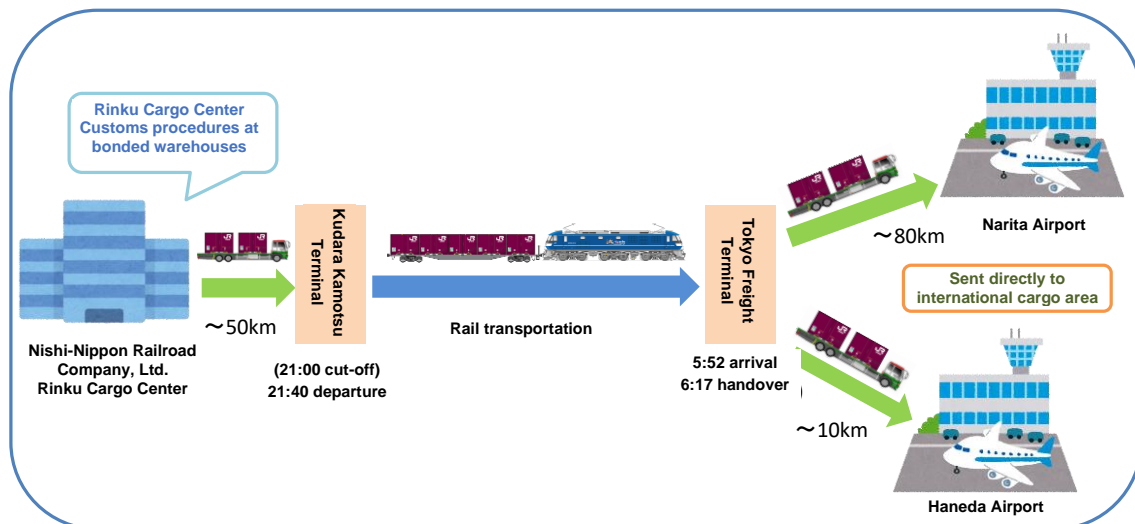 Rinku Cargo Center
Customs procedures at
bonded warehouses
Nishi-Nippon Railroad
Company, Ltd.
Rinku Cargo Center
～50km
Kudara Kamotsu
Terminal
(21:00 cut-off)
21:40 departure
Rail transportation
Tokyo Freight
Terminal
5:52 arrival
6:17 handover
～80km
Narita Airport
Sent directly to
international cargo area
～10km
Haneda Airport